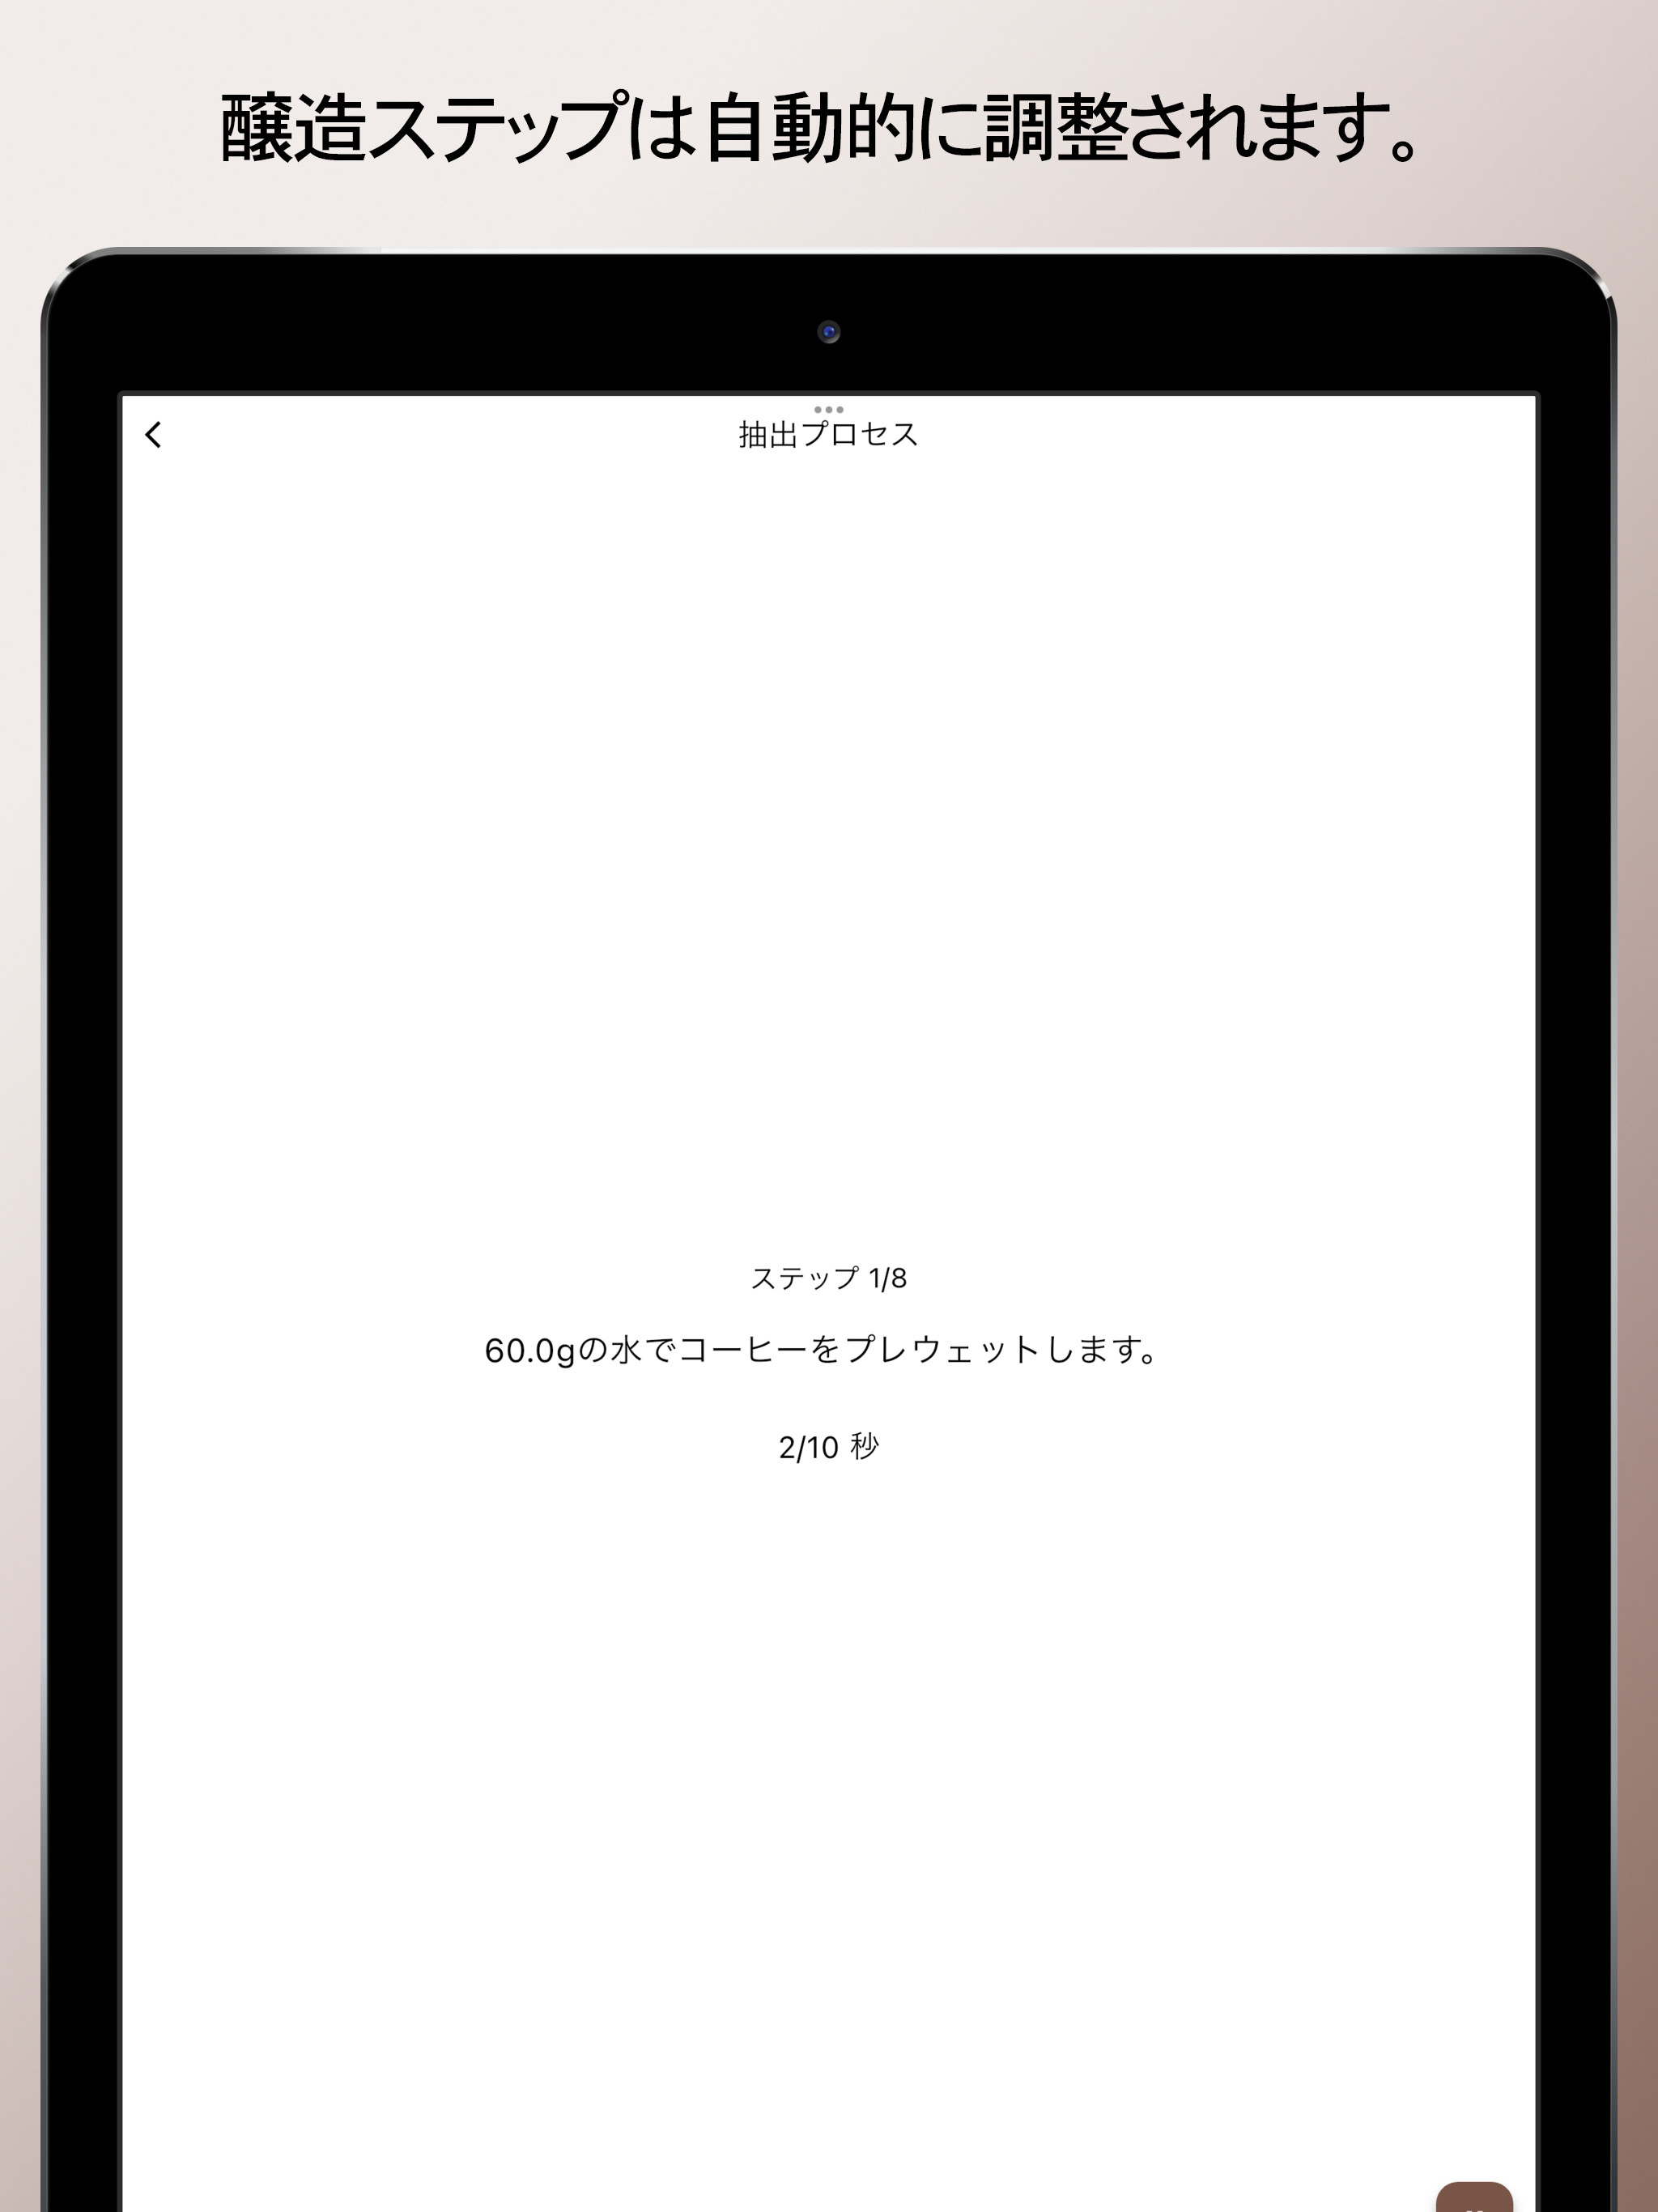 醸造ステップは自動的に調整されます。
抽出プロセス
ステップ 1/8
60.0gの水でコーヒーをプレウェットします。
2/10 秒